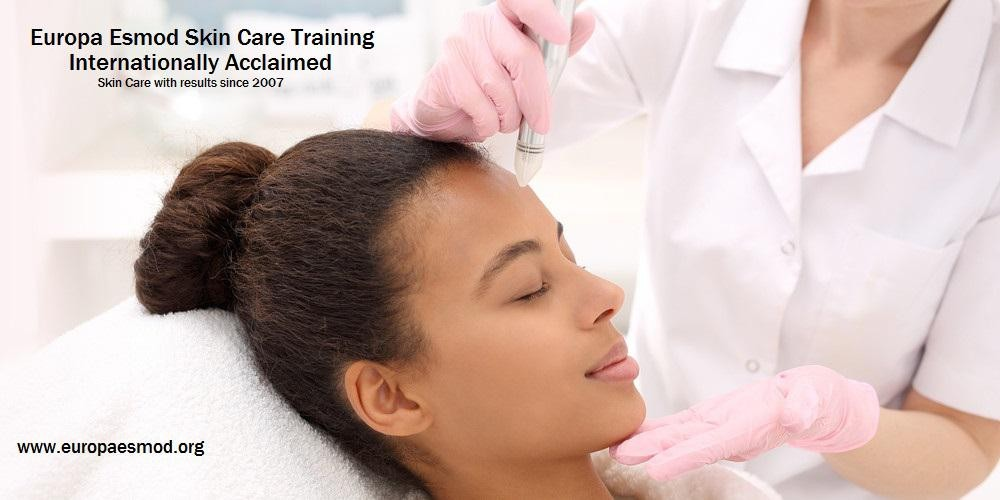 Europa Esmod Skin Care Training
Internationally Acclaimed
Skin Care with results since 2007
www.europaesmod.org